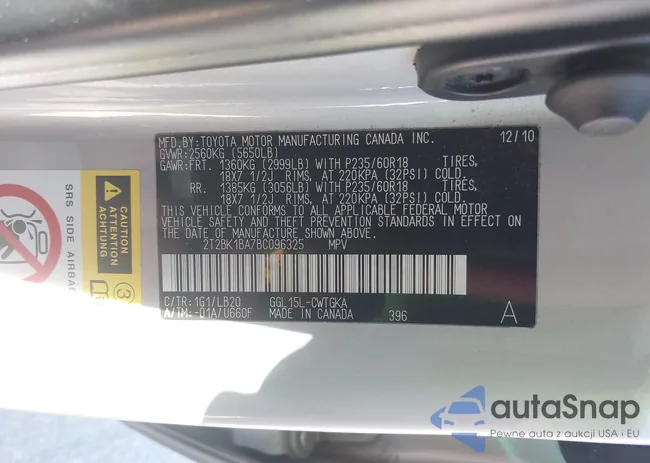 MFD.BY:TOYOTA MOTOR MANUFACTURING CANADA INC. 12/10
GVWR:2560KG (5650LB)
GAWR:FRT. 1360KG (2999LB) WITH P235/60R18 TIRES,
18X7 1/2J RIMS, AT 220KPA (32PSI) COLD.
RR. 1385KG (3056LB) WITH P235/60R18 TIRES,
18X7 1/2J RIMS, AT 220KPA (32PSI) COLD.
THIS VEHICLE CONFORMS TO ALL APPLICABLE FEDERAL MOTOR
VEHICLE SAFETY AND THEFT PREVENTION STANDARDS IN EFFECT ON
THE DATE OF MANUFACTURE SHOWN ABOVE.
2T2BK1BA7BC096325 MPV
C/TR:1G1/LB20 GGL15L-CWTGKA A
A/TM:-01A/U660F MADE IN CANADA 396
SRS SIDE AIRBAG
CAUTION
ATTENTION
ACHTUNG
autaSnap
Pewne auta z aukcji USA i EU